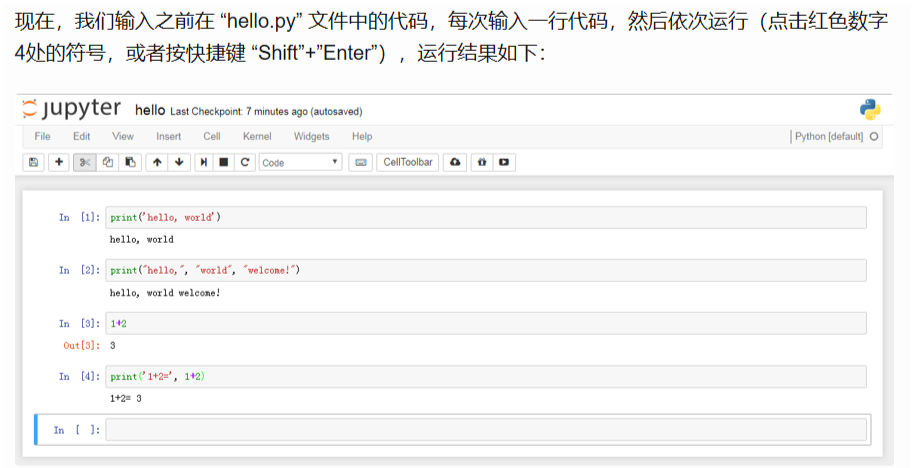 现在，我们输入之前在 “hello.py” 文件中的代码，每次输入一行代码，然后依次运行（点击红色数字
4处的符号，或者按快捷键 “Shift”+”Enter”），运行结果如下：
jupyter hello Last Checkpoint: 7 minutes ago (autosaved)
File Edit View Insert Cell Kernel Widgets Help Python [default]
Code CellToolbar
In [1]: print('hello, world')
hello, world
In [2]: print("hello,", "world", "welcome!")
hello, world welcome!
In [3]: 1+2
Out[3]: 3
In [4]: print('1+2=', 1+2)
1+2= 3
In [ ]: